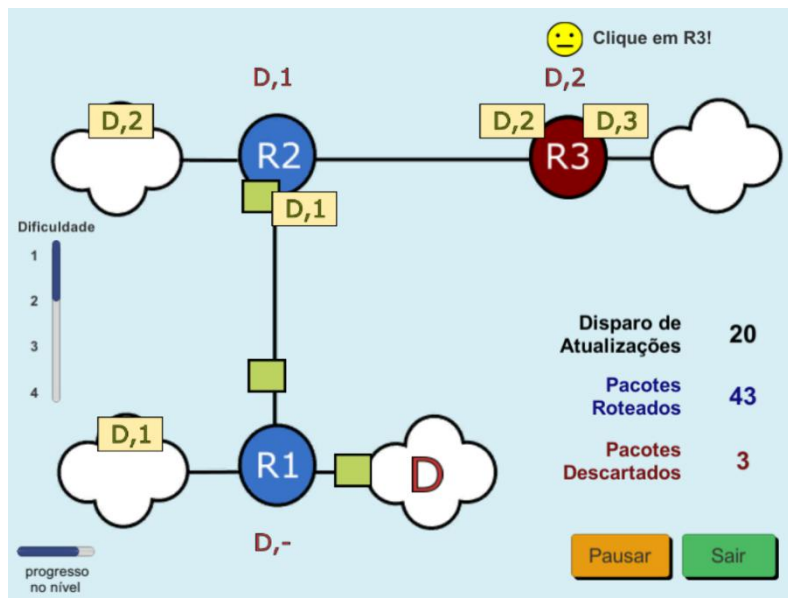 Clique em R3!
D,1
D,2
D,2
R2
D,2
R3
D,3
D,1
Dificuldade
1
2
3
4
Disparo de
Atualizações
20
Pacotes
Roteados
43
Pacotes
Descartados
3
D,1
R1
D
D,-
progresso
no nível
Pausar
Sair